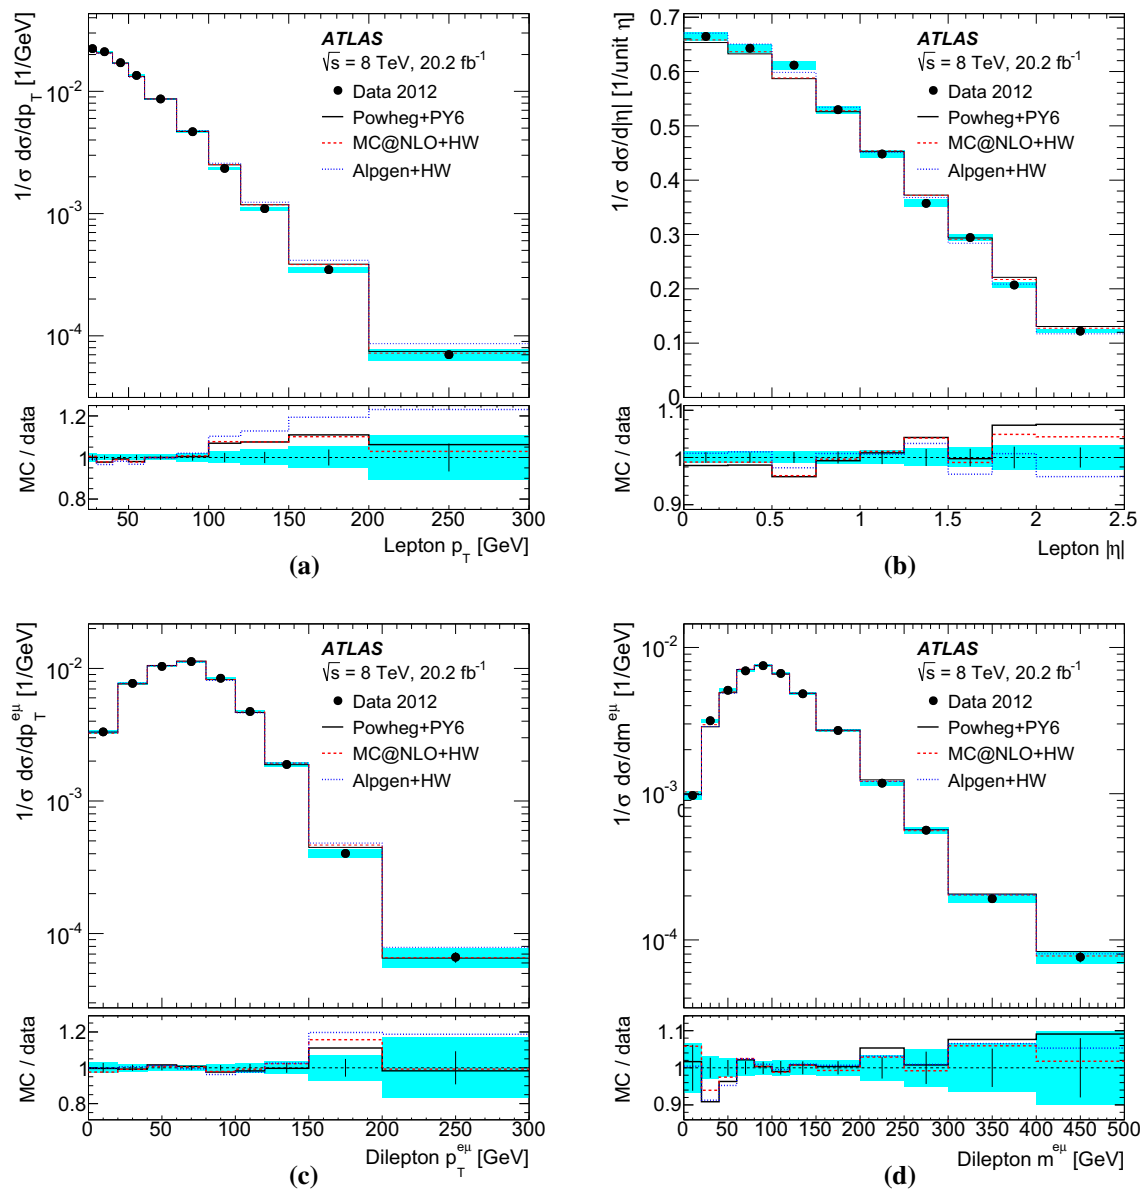 1/σ dσ/dp_T [1/GeV]
10⁻²
10⁻³
10⁻⁴
ATLAS
√s = 8 TeV, 20.2 fb⁻¹
Data 2012
Powheg+PY6
MC@NLO+HW
Alpgen+HW
MC / data
1.2
1
0.8
50 100 150 200 250 300
Lepton p_T [GeV]
(a)
1/σ dσ/d|η| [1/unit η]
0.7
0.6
0.5
0.4
0.3
0.2
0.1
0
ATLAS
√s = 8 TeV, 20.2 fb⁻¹
Data 2012
Powheg+PY6
MC@NLO+HW
Alpgen+HW
MC / data
1.1
1
0.9
0 0.5 1 1.5 2 2.5
Lepton |η|
(b)
1/σ dσ/dp_T^eμ [1/GeV]
10⁻²
10⁻³
10⁻⁴
ATLAS
√s = 8 TeV, 20.2 fb⁻¹
Data 2012
Powheg+PY6
MC@NLO+HW
Alpgen+HW
MC / data
1.2
1
0.8
0 50 100 150 200 250 300
Dilepton p_T^eμ [GeV]
(c)
1/σ dσ/dm^eμ [1/GeV]
10⁻²
10⁻³
0
10⁻⁴
ATLAS
√s = 8 TeV, 20.2 fb⁻¹
Data 2012
Powheg+PY6
MC@NLO+HW
Alpgen+HW
MC / data
1.1
1
0.9
0 50 100 150 200 250 300 350 400 450 500
Dilepton m^eμ [GeV]
(d)